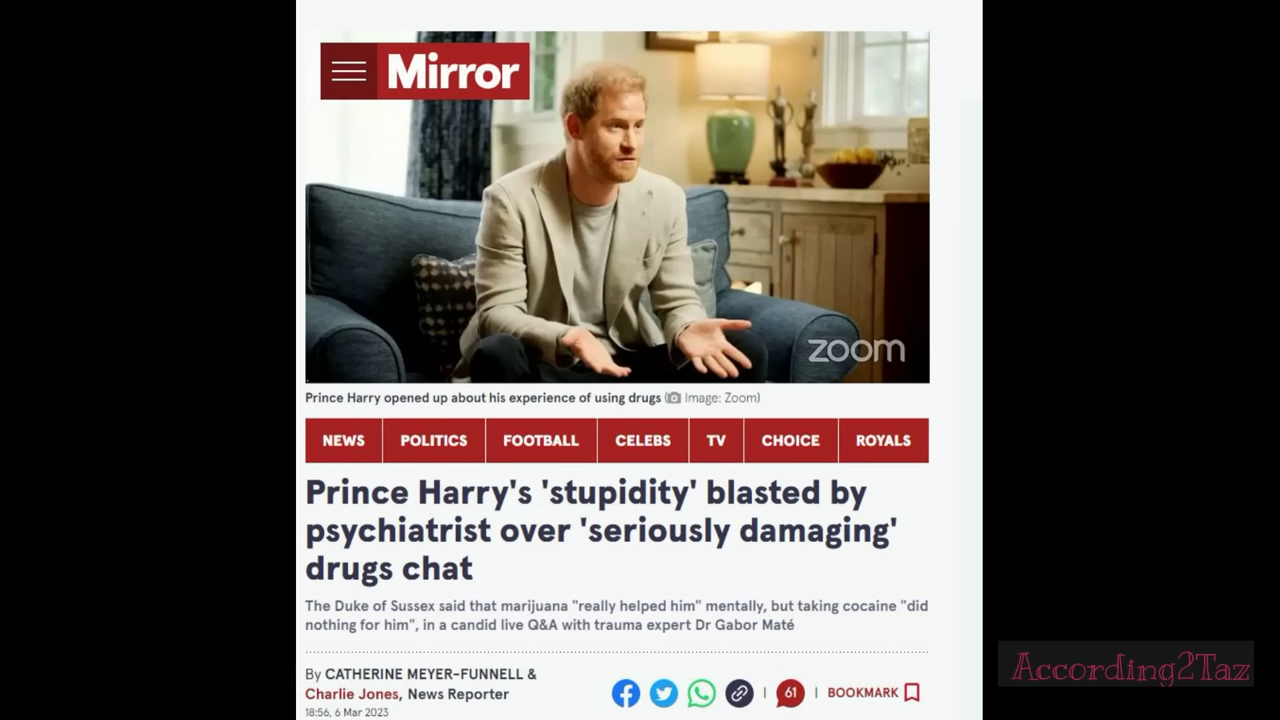 Mirror
zoom
Prince Harry opened up about his experience of using drugs (Image: Zoom)
NEWS POLITICS FOOTBALL CELEBS TV CHOICE ROYALS
Prince Harry's 'stupidity' blasted by
psychiatrist over 'seriously damaging'
drugs chat
The Duke of Sussex said that marijuana "really helped him" mentally, but taking cocaine "did
nothing for him", in a candid live Q&A with trauma expert Dr Gabor Maté
By CATHERINE MEYER-FUNNELL &
Charlie Jones, News Reporter
61 BOOKMARK
18:56, 6 Mar 2023
According2Taz